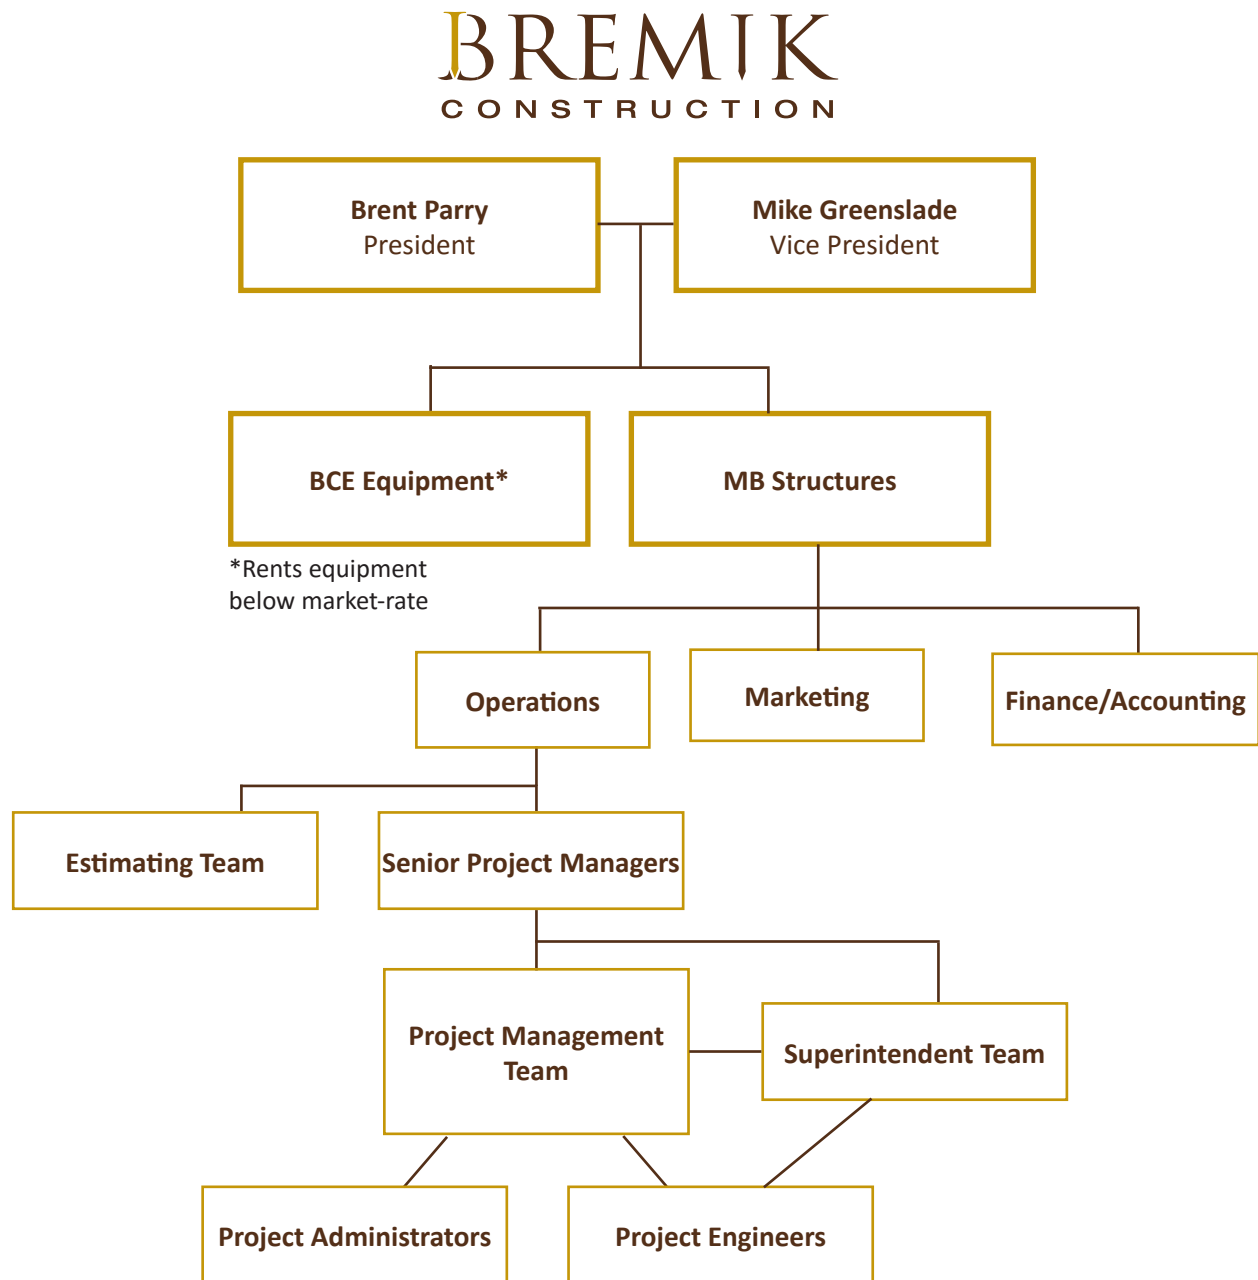 BREMIK
CONSTRUCTION
Brent Parry
President
Mike Greenslade
Vice President
BCE Equipment*
MB Structures
*Rents equipment
below market-rate
Operations
Marketing
Finance/Accounting
Estimating Team
Senior Project Managers
Project Management
Team
Superintendent Team
Project Administrators
Project Engineers